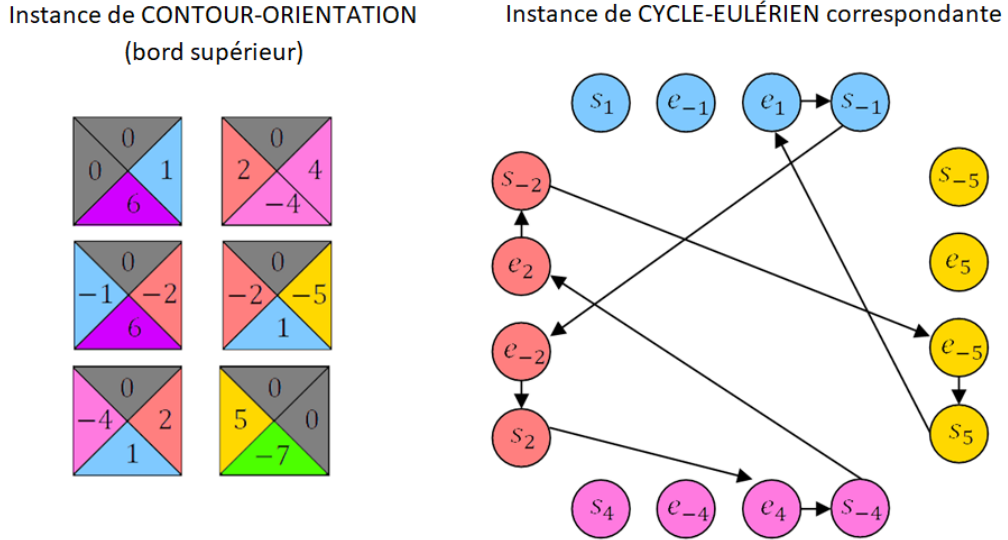 Instance de CONTOUR-ORIENTATION
(bord supérieur)
Instance de CYCLE-EULÉRIEN correspondante
0
0 1
6
0
2 4
−4
0
−1 −2
6
0
−2 −5
1
0
−4 2
1
0
5 0
−7
s₁ e₋₁ e₁ s₋₁
s₋₂
e₂
e₋₂
s₂
s₋₅
e₅
e₋₅
s₅
s₄ e₋₄ e₄ s₋₄